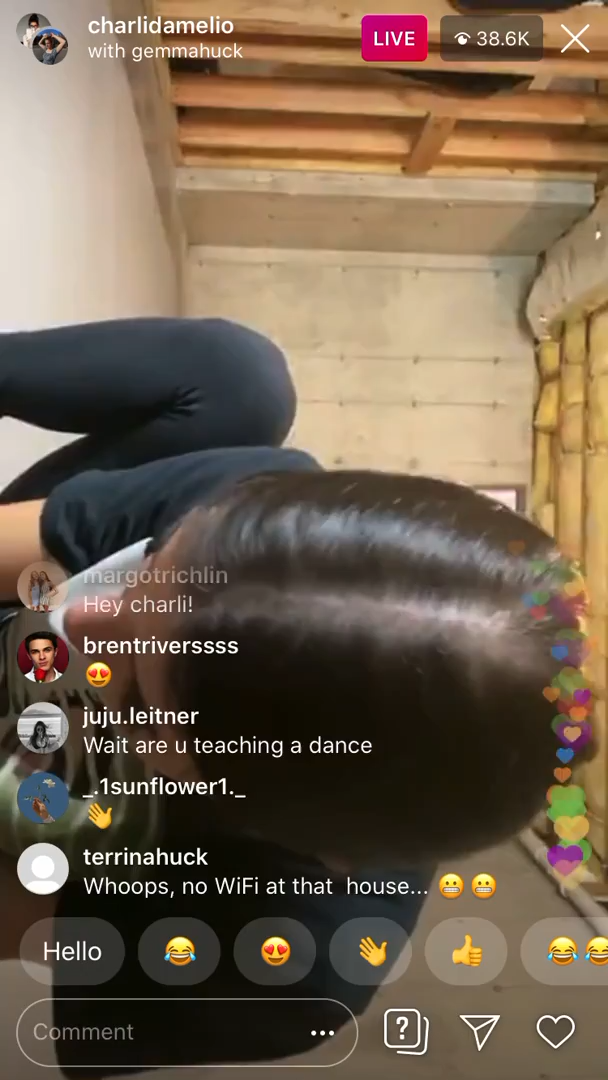 charlidamelio
with gemmahuck
LIVE
38.6K
margotrichlin
Hey charli!
brentriverssss
😍
juju.leitner
Wait are u teaching a dance
_.1sunflower1._
👋
terrinahuck
Whoops, no WiFi at that house... 😬 😬
Hello 😂 😍 👋 👍 😂 😂
Comment ...